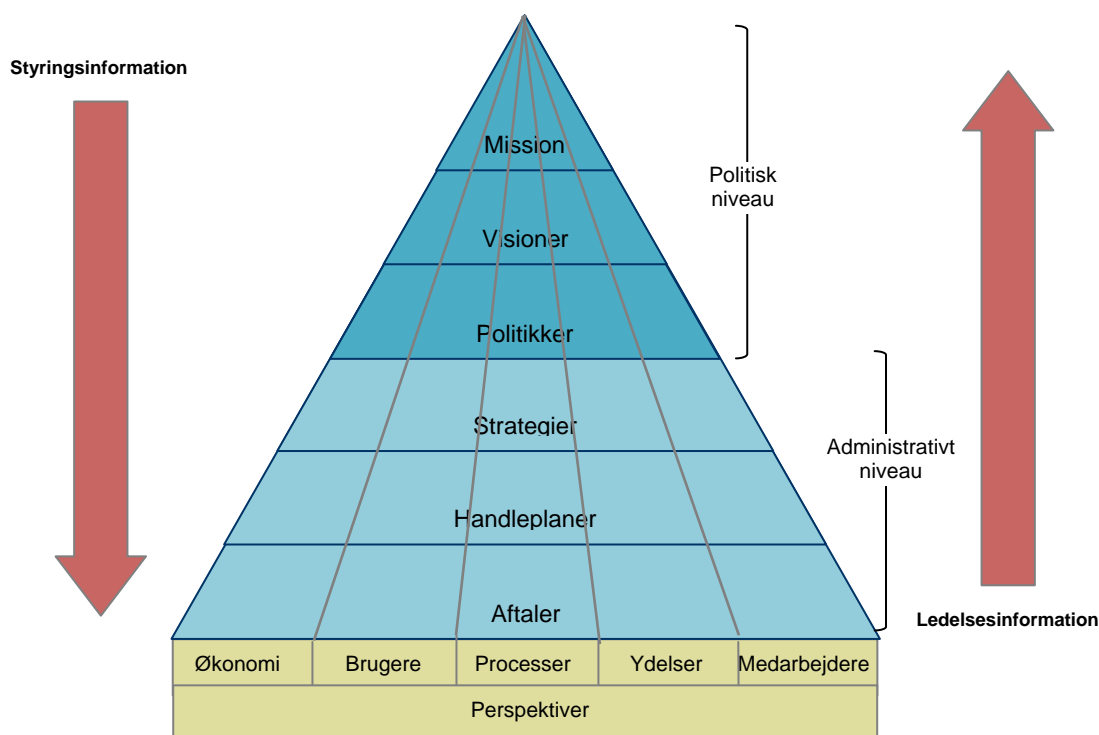 Styringsinformation
Mission
Politisk
niveau
Visioner
Politikker
Strategier
Administrativt
niveau
Handleplaner
Aftaler
Ledelsesinformation
Økonomi
Brugere
Processer
Ydelser
Medarbejdere
Perspektiver